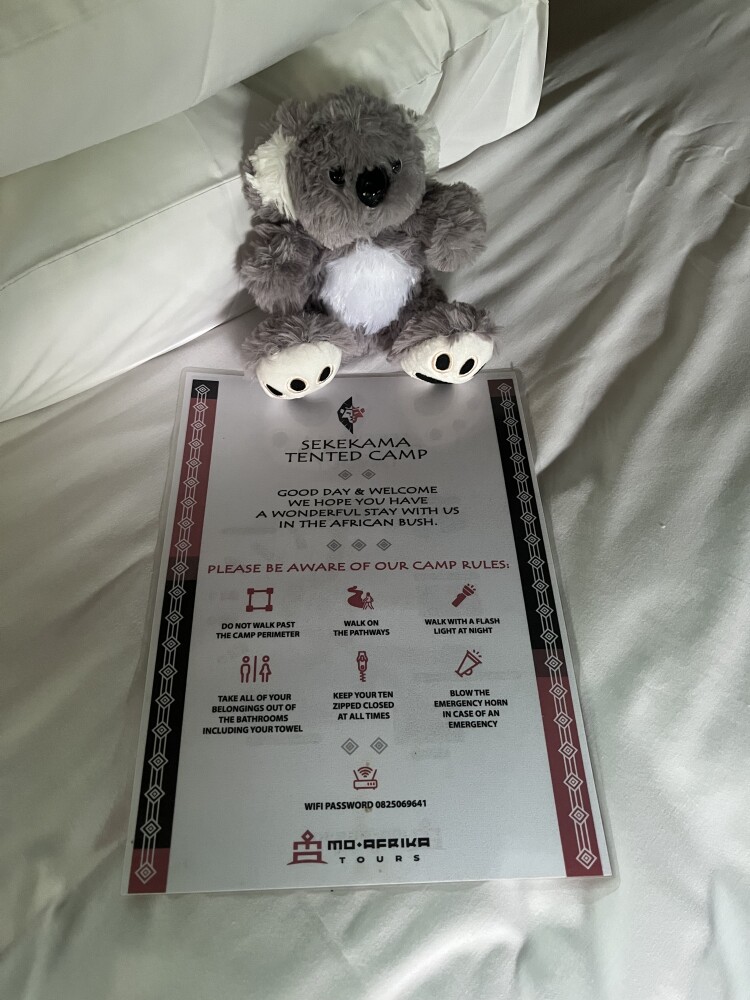 SEKEKAMA
TENTED CAMP
GOOD DAY & WELCOME
WE HOPE YOU HAVE
A WONDERFUL STAY WITH US
IN THE AFRICAN BUSH.
PLEASE BE AWARE OF OUR CAMP RULES:
DO NOT WALK PAST
THE CAMP PERIMETER
WALK ON
THE PATHWAYS
WALK WITH A FLASH
LIGHT AT NIGHT
TAKE ALL OF YOUR
BELONGINGS OUT OF
THE BATHROOMS
INCLUDING YOUR TOWEL
KEEP YOUR TEN
ZIPPED CLOSED
AT ALL TIMES
BLOW THE
EMERGENCY HORN
IN CASE OF AN
EMERGENCY
WIFI PASSWORD 0825069641
MO-AFRIKA
TOURS